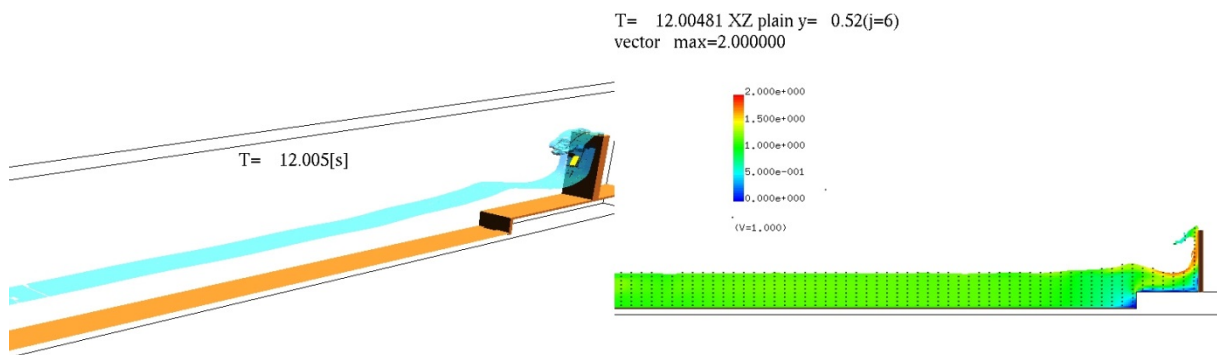 T= 12.005[s]
T= 12.00481 XZ plain y= 0.52(j=6)
vector max=2.000000
2.000e+000
1.500e+000
1.000e+000
5.000e-001
0.000e+000
(V=1.000)